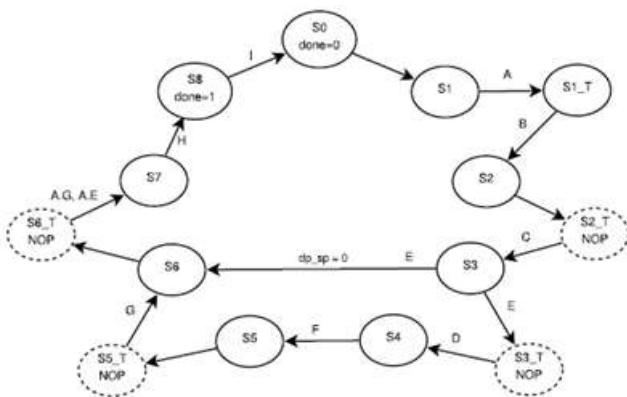 S0
done=0
I
S8
done=1
S1
A
S1_T
B
H
S7
S2
A.G, A.E
S6_T
NOP
S2_T
NOP
C
S6
dp_sp = 0
E
S3
G
E
S5
F
S4
D
S5_T
NOP
S3_T
NOP